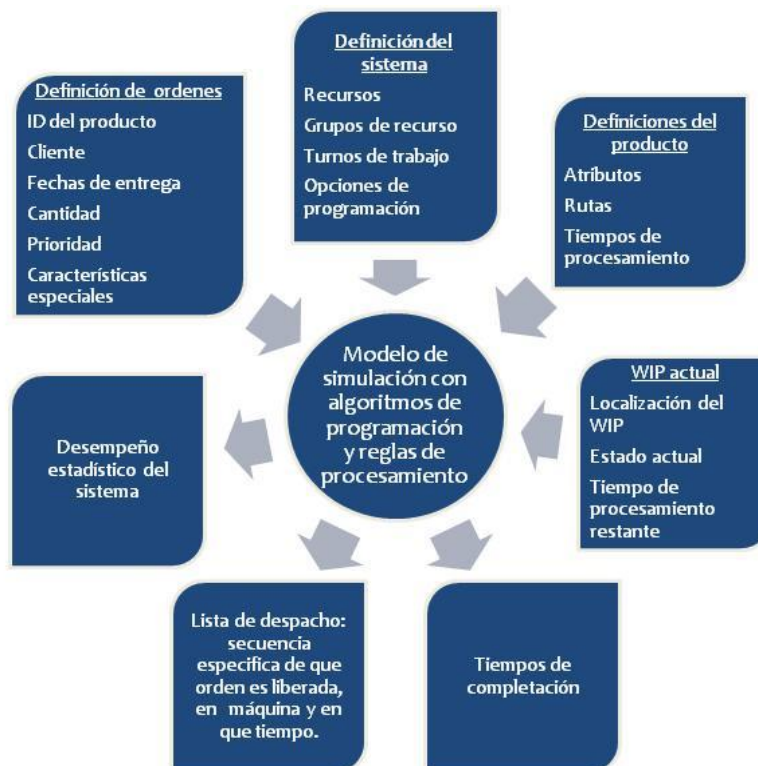 Definición de ordenes
ID del producto
Cliente
Fechas de entrega
Cantidad
Prioridad
Características
especiales
Definición del
sistema
Recursos
Grupos de recurso
Turnos de trabajo
Opciones de
programación
Definiciones del
producto
Atributos
Rutas
Tiempos de
procesamiento
Modelo de
simulación con
algoritmos de
programación
y reglas de
procesamiento
WIP actual
Localización del
WIP
Estado actual
Tiempo de
procesamiento
restante
Desempeño
estadístico del
sistema
Lista de despacho:
secuencia
especifica de que
orden es liberada,
en máquina y en
que tiempo.
Tiempos de
completación